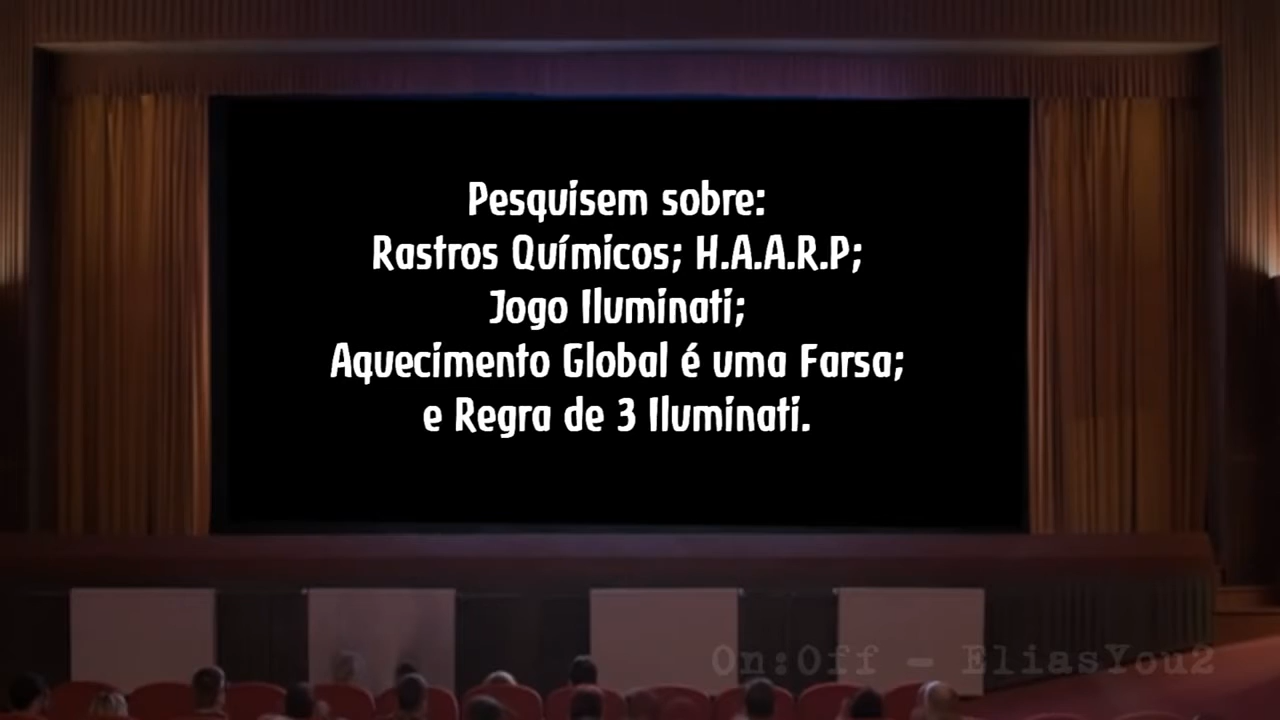 Pesquisem sobre:
Rastros Químicos; H.A.A.R.P;
Jogo Iluminati;
Aquecimento Global é uma Farsa;
e Regra de 3 Iluminati.
On:Off - EliasYou2